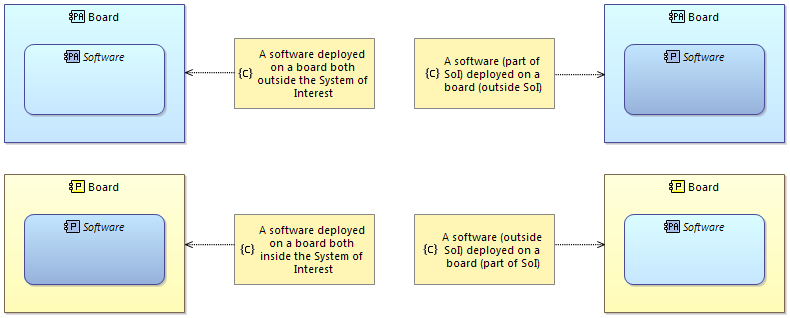 PA Board
PA Software
{C}
A software deployed
on a board both
outside the System of
Interest
{C}
A software (part of
SoI) deployed on a
board (outside SoI)
PA Board
P Software
P Board
P Software
{C}
A software deployed
on a board both
inside the System of
Interest
{C}
A software (outside
SoI) deployed on a
board (part of SoI)
P Board
PA Software